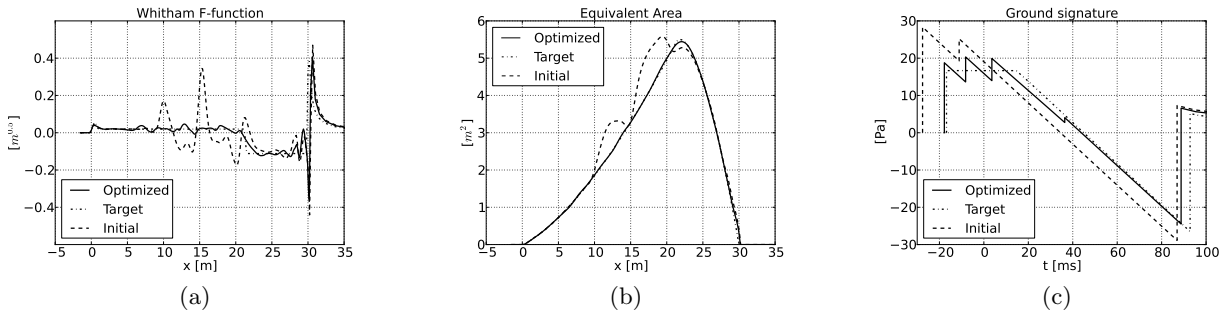 Whitham F-function
[m^0.5]
0.4
0.2
0.0
−0.2
−0.4
Optimized
Target
Initial
−5 0 5 10 15 20 25 30 35
x [m]
(a)
Equivalent Area
[m^2]
6
5
4
3
2
1
0
Optimized
Target
Initial
−5 0 5 10 15 20 25 30 35
x [m]
(b)
Ground signature
[Pa]
30
20
10
0
−10
−20
−30
Optimized
Target
Initial
−20 0 20 40 60 80 100
t [ms]
(c)